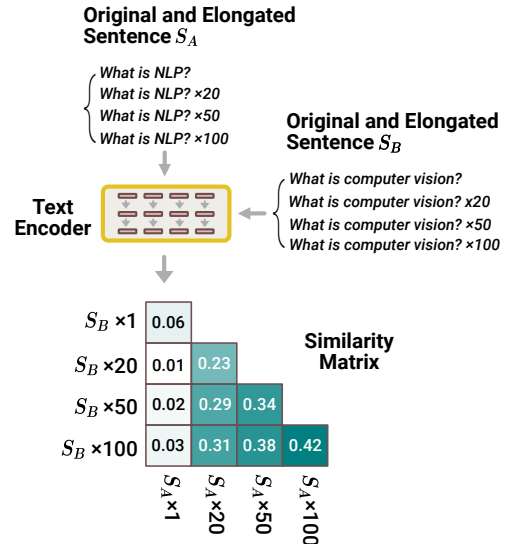 Original and Elongated
Sentence S_A
What is NLP?
What is NLP? ×20
What is NLP? ×50
What is NLP? ×100
Original and Elongated
Sentence S_B
What is computer vision?
What is computer vision? x20
What is computer vision? ×50
What is computer vision? ×100
Text
Encoder
Similarity
Matrix
S_B ×1 0.06
S_B ×20 0.01 0.23
S_B ×50 0.02 0.29 0.34
S_B ×100 0.03 0.31 0.38 0.42
S_A×1 S_A×20 S_A×50 S_A×100